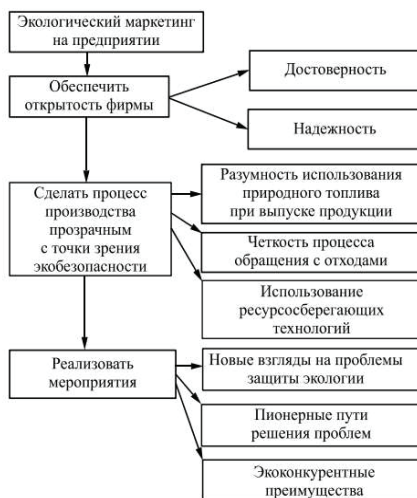 Экологический маркетинг
на предприятии
Обеспечить
открытость фирмы
Достоверность
Надежность
Сделать процесс
производства
прозрачным
с точки зрения
экобезопасности
Разумность использования
природного топлива
при выпуске продукции
Четкость процесса
обращения с отходами
Использование
ресурсосберегающих
технологий
Реализовать
мероприятия
Новые взгляды на проблемы
защиты экологии
Пионерные пути
решения проблем
Экоконкурентные
преимущества